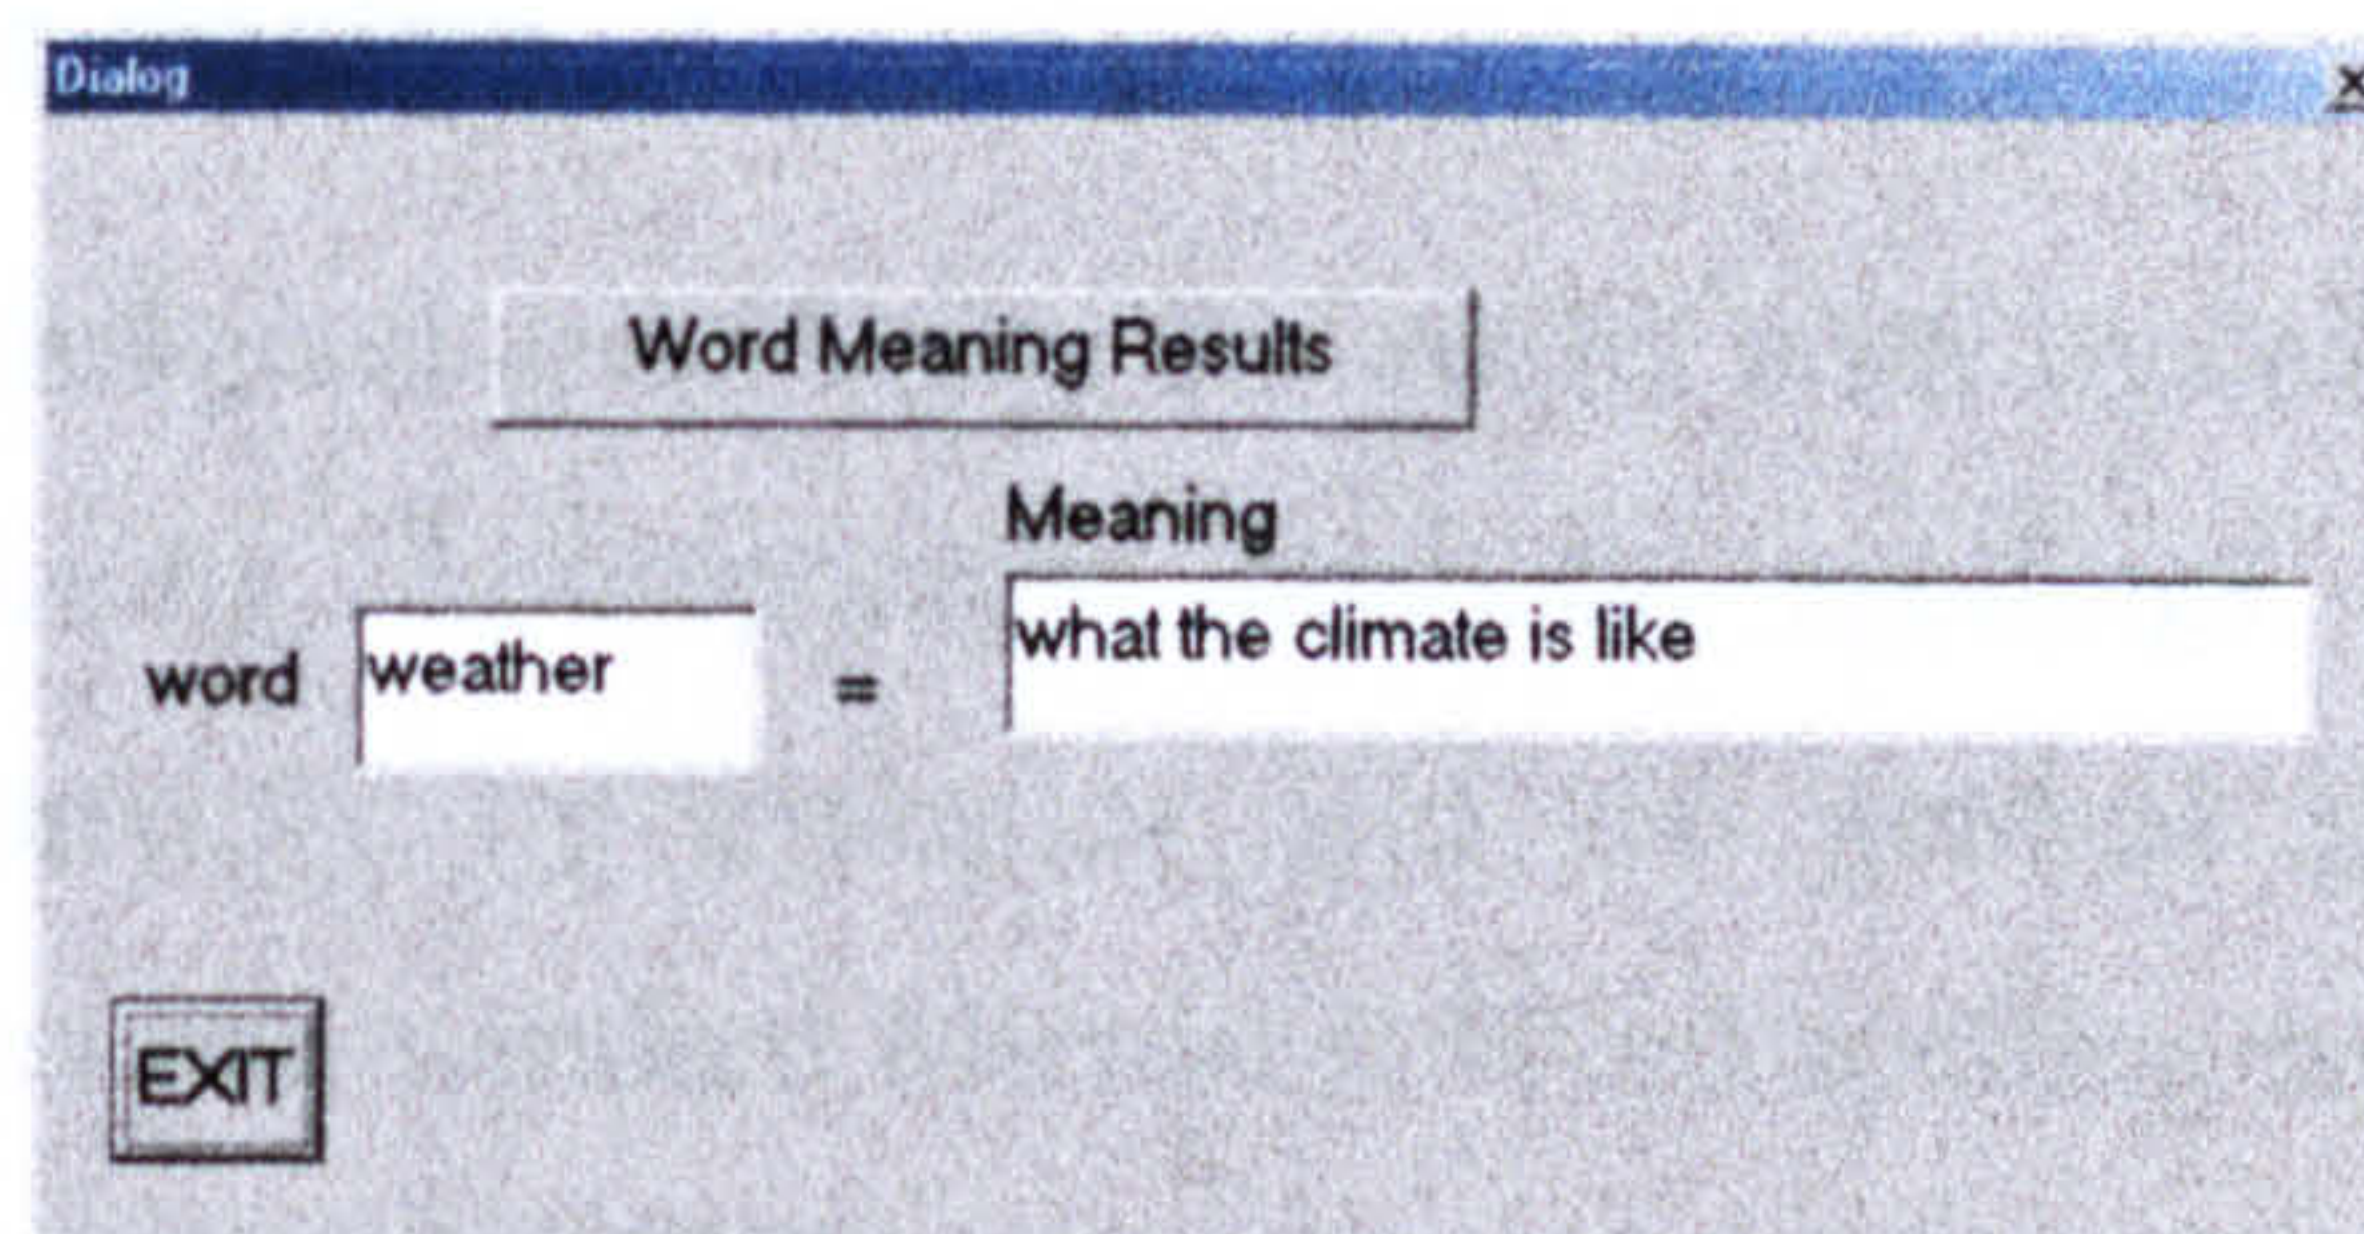 Dialog
Word Meaning Results
Meaning
word weather = what the climate is like
EXIT